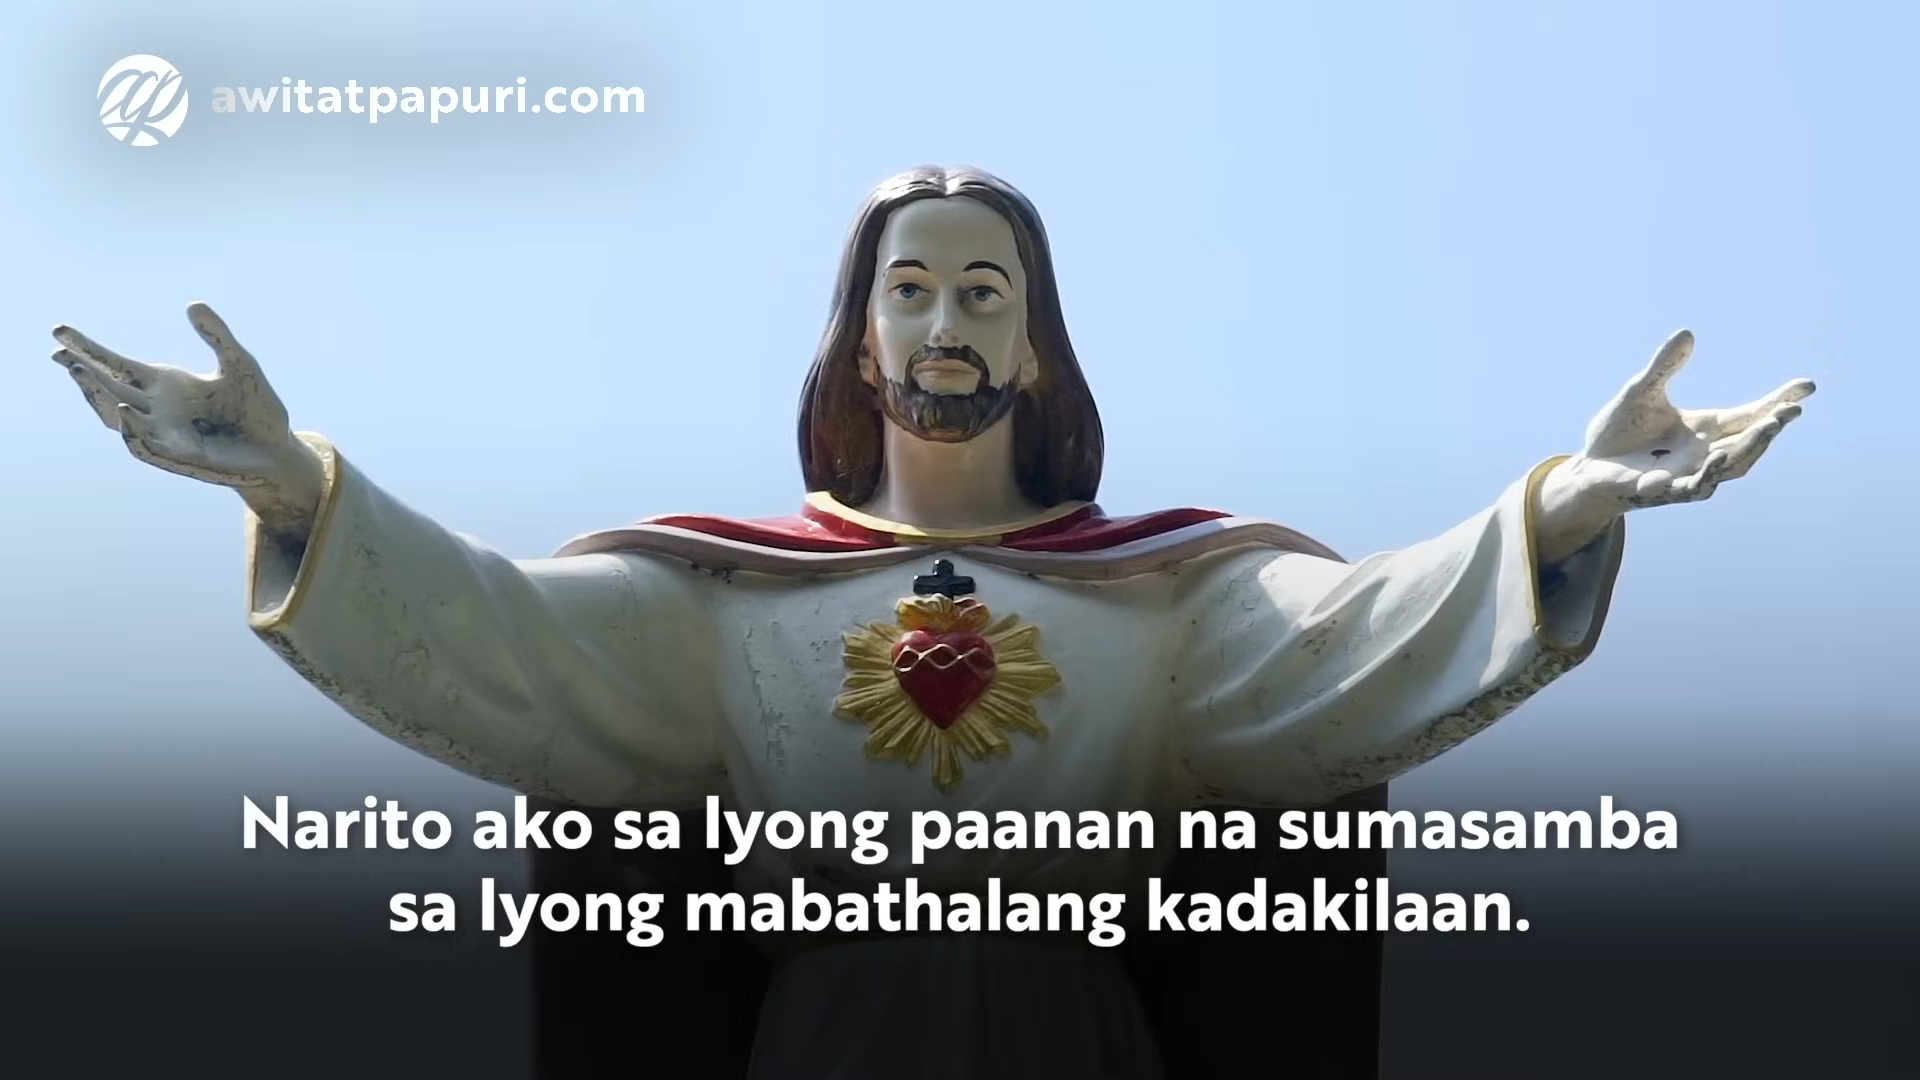 awitatpapuri.com
Narito ako sa Iyong paanan na sumasamba
sa Iyong mabathalang kadakilaan.